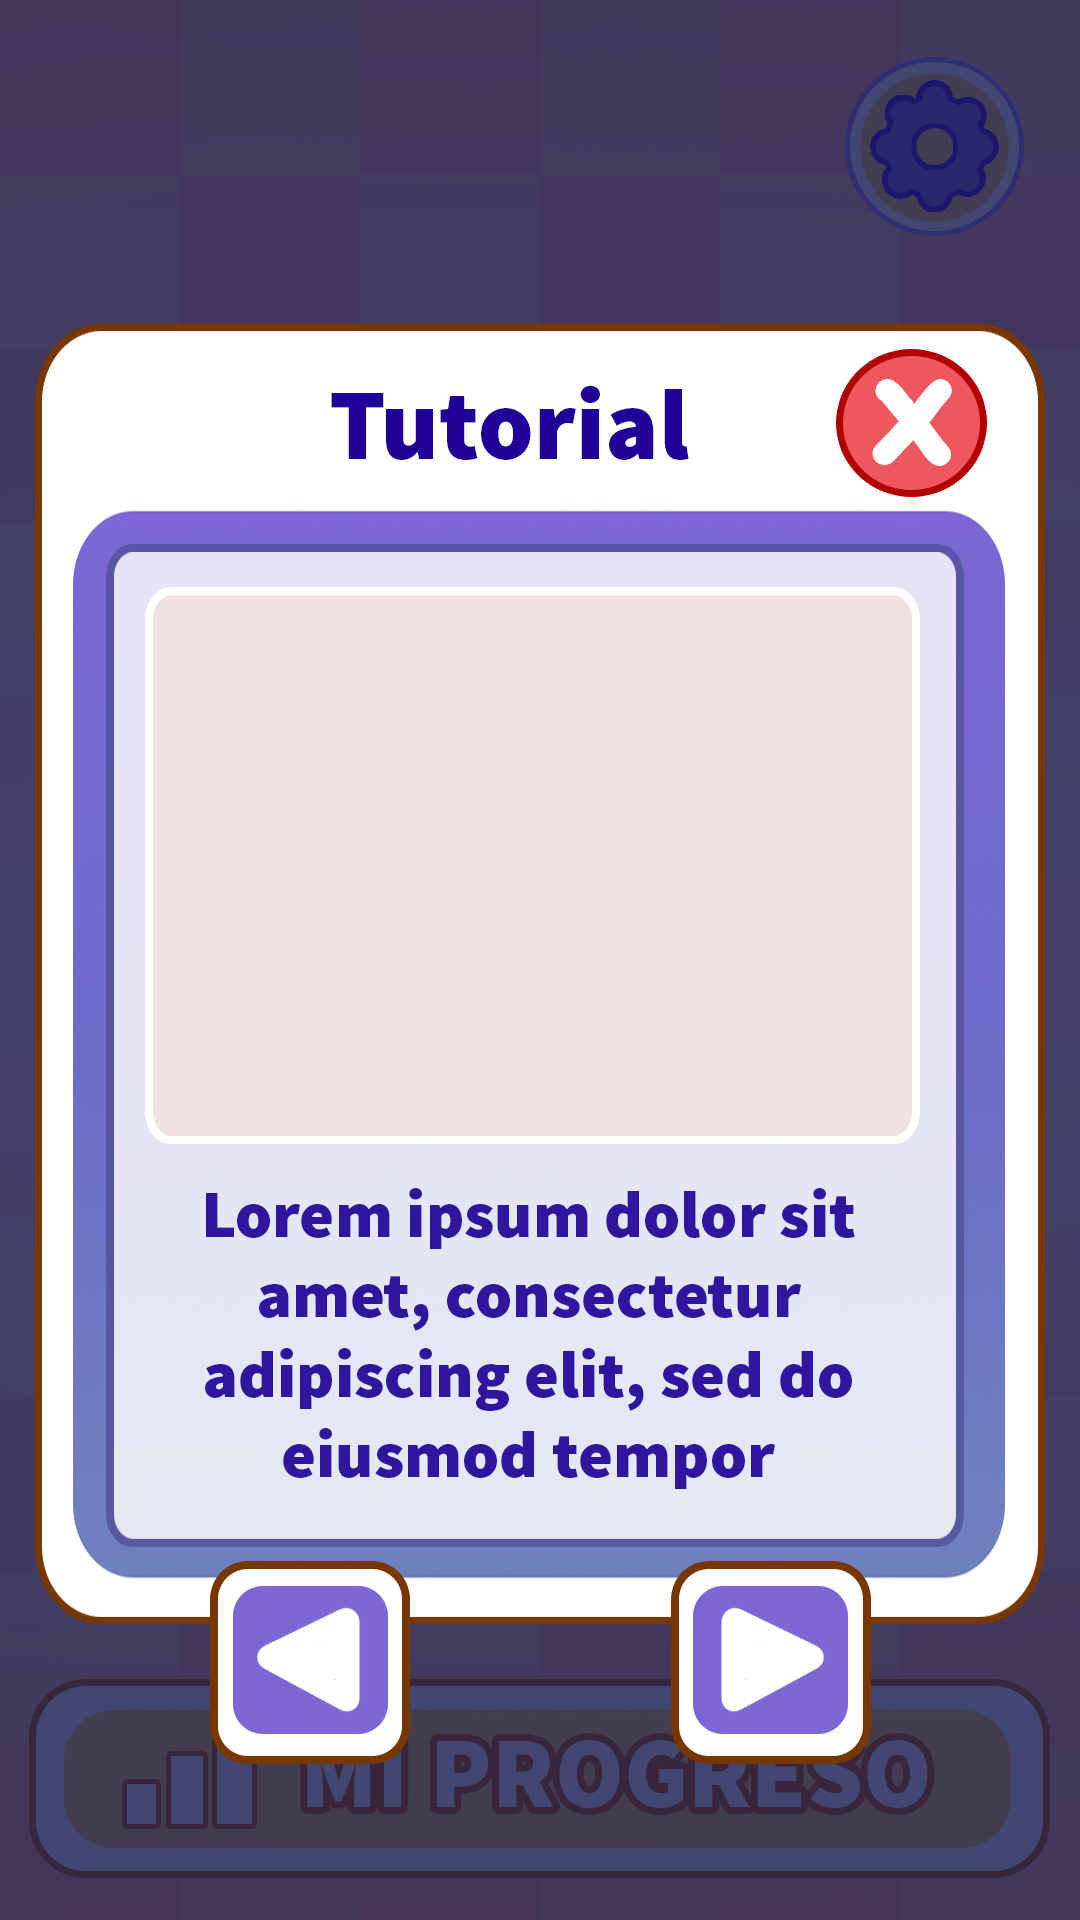 Tutorial
Lorem ipsum dolor sit
amet, consectetur
adipiscing elit, sed do
eiusmod tempor
MI PROGRESO